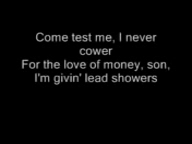 Come test me, I never
cower
For the love of money, son,
I'm givin' lead showers